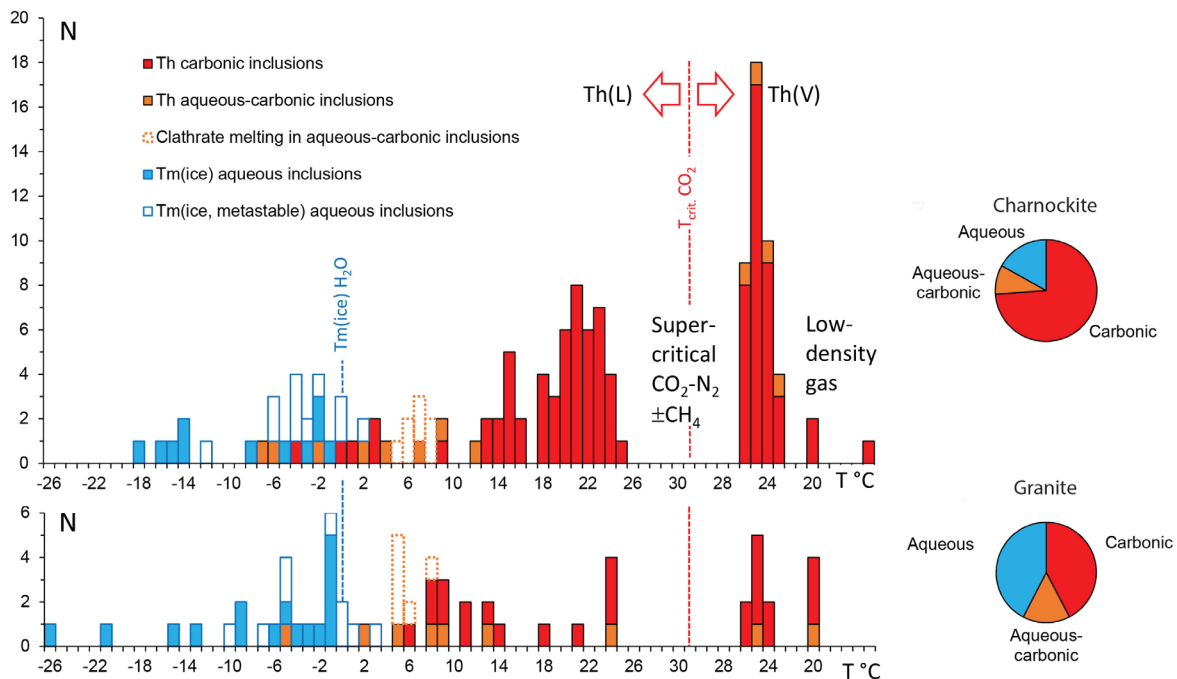 20
18
16
14
12
10
8
6
4
2
0
N
Th carbonic inclusions
Th aqueous-carbonic inclusions
Clathrate melting in aqueous-carbonic inclusions
Tm(ice) aqueous inclusions
Tm(ice, metastable) aqueous inclusions
Th(L)
Th(V)
T crit. CO2
Tm(ice) H2O
Super-
critical
CO2-N2
±CH4
Low-
density
gas
-26 -22 -18 -14 -10 -6 -2 2 6 10 14 18 22 26 30 28 24 20
T °C
Charnockite
Aqueous
Aqueous-
carbonic
Carbonic
6
4
2
0
N
-26 -22 -18 -14 -10 -6 -2 2 6 10 14 18 22 26 30 28 24 20
T °C
Granite
Aqueous
Carbonic
Aqueous-
carbonic